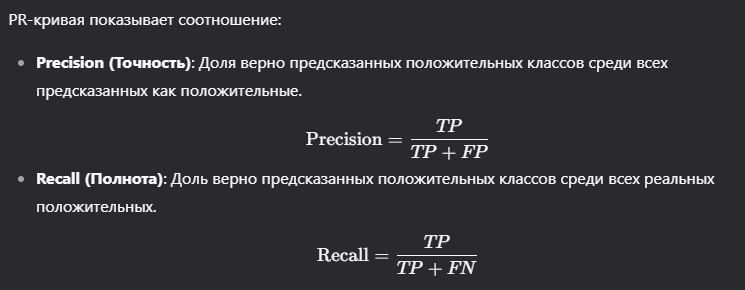 PR-кривая показывает соотношение:
• Precision (Точность): Доля верно предсказанных положительных классов среди всех
предсказанных как положительные.
Precision = TP / (TP + FP)
• Recall (Полнота): Доль верно предсказанных положительных классов среди всех реальных
положительных.
Recall = TP / (TP + FN)